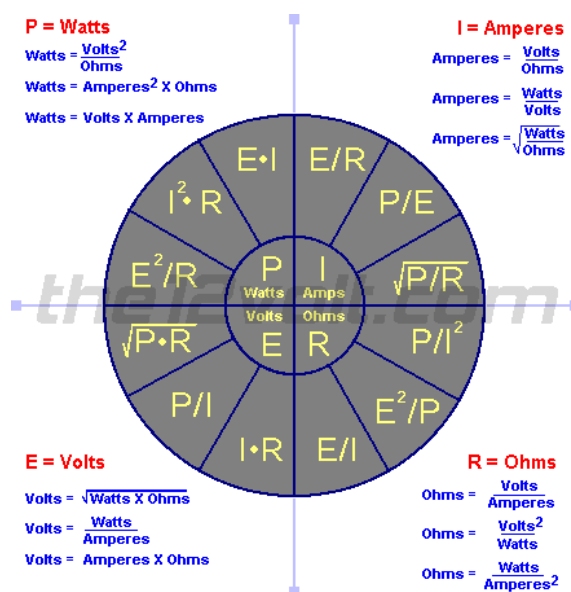 P = Watts
Watts = Volts²/Ohms
Watts = Amperes² X Ohms
Watts = Volts X Amperes
I = Amperes
Amperes = Volts/Ohms
Amperes = Watts/Volts
Amperes = √(Watts/Ohms)
E•I
E/R
I²•R
P/E
E²/R
P
I
√P/R
Watts
Amps
the12volt.com
Volts
Ohms
√P•R
E
R
P/I²
P/I
E²/P
I•R
E/I
E = Volts
Volts = √Watts X Ohms
Volts = Watts/Amperes
Volts = Amperes X Ohms
R = Ohms
Ohms = Volts/Amperes
Ohms = Volts²/Watts
Ohms = Watts/Amperes²